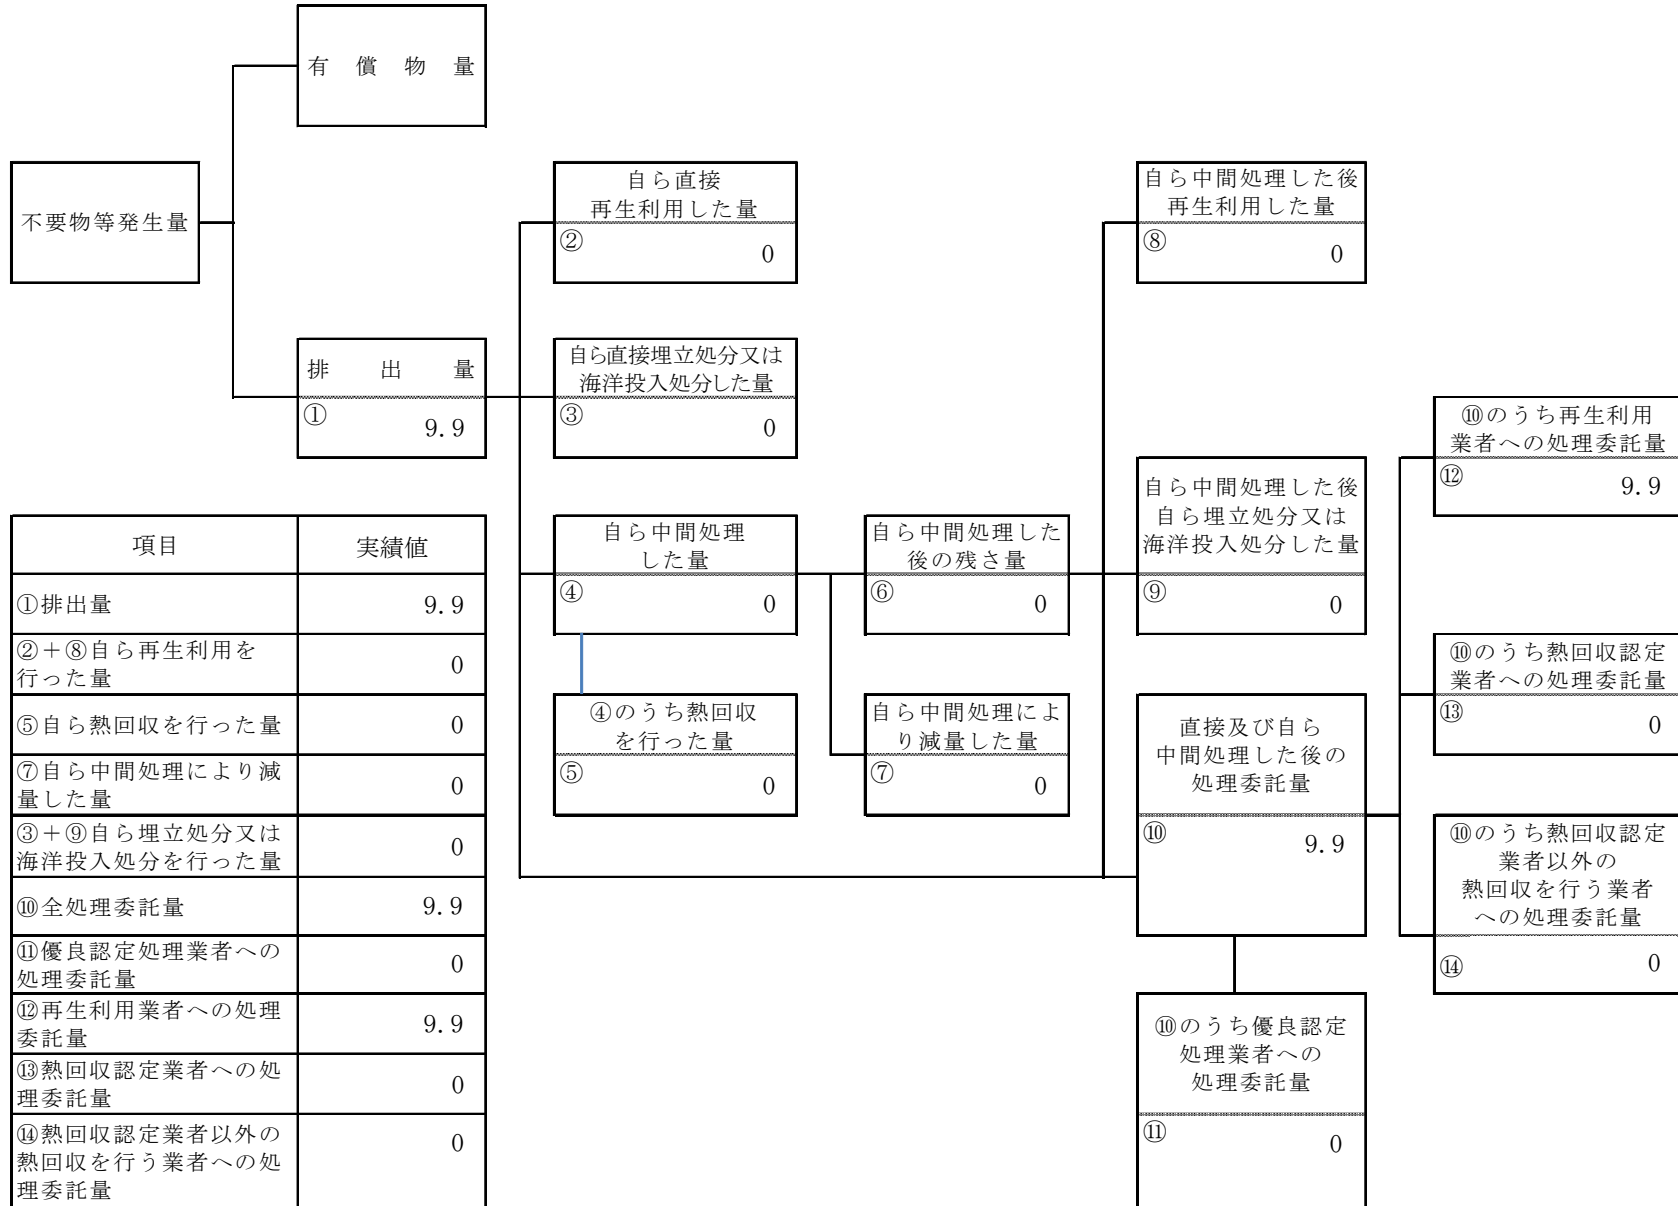 有償物量
不要物等発生量
排出量
①
9.9
自ら直接
再生利用した量
②
0
自ら直接埋立処分又は
海洋投入処分した量
③
0
自ら中間処理
した量
④
0
④のうち熱回収
を行った量
⑤
0
自ら中間処理した
後の残さ量
⑥
0
自ら中間処理によ
り減量した量
⑦
0
自ら中間処理した後
再生利用した量
⑧
0
自ら中間処理した後
自ら埋立処分又は
海洋投入処分した量
⑨
0
直接及び自ら
中間処理した後の
処理委託量
⑩
9.9
⑩のうち優良認定
処理業者への
処理委託量
⑪
0
⑩のうち再生利用
業者への処理委託量
⑫
9.9
⑩のうち熱回収認定
業者への処理委託量
⑬
0
⑩のうち熱回収認定
業者以外の
熱回収を行う業者
への処理委託量
⑭
0
項目 実績値
①排出量 9.9
②+⑧自ら再生利用を
行った量
0
⑤自ら熱回収を行った量 0
⑦自ら中間処理により減
量した量
0
③+⑨自ら埋立処分又は
海洋投入処分を行った量
0
⑩全処理委託量 9.9
⑪優良認定処理業者への
処理委託量
0
⑫再生利用業者への処理
委託量
9.9
⑬熱回収認定業者への処
理委託量
0
⑭熱回収認定業者以外の
熱回収を行う業者への処
理委託量
0